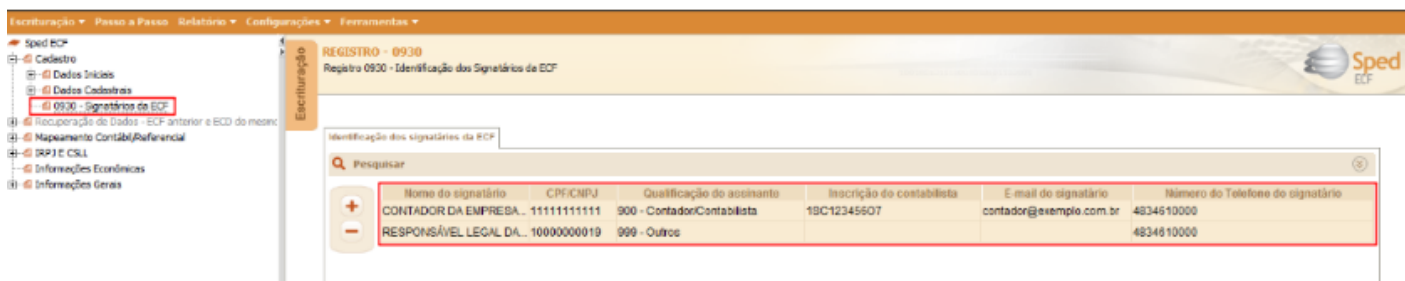 Escrituração Passo a Passo Relatório Configurações Ferramentas
Sped ECF
Cadastro
Dados Iniciais
Dados Cadastrais
0930 - Signatários da ECF
Recuperação de Dados - ECF anterior e ECD do mesmo
Mapeamento Contábil/Referencial
IRPJ E CSLL
Informações Econômicas
Informações Gerais
Escrituração
REGISTRO - 0930
Registro 0930 - Identificação dos Signatários da ECF
Sped
ECF
Identificação dos signatários da ECF
Pesquisar
Nome do signatário CPF/CNPJ Qualificação do assinante Inscrição do contabilista E-mail do signatário Número do Telefone do signatário
CONTADOR DA EMPRESA... 11111111111 900 - Contador/Contabilista 1SC123456O7 contador@exemplo.com.br 4834610000
RESPONSÁVEL LEGAL DA... 10000000019 999 - Outros 4834610000